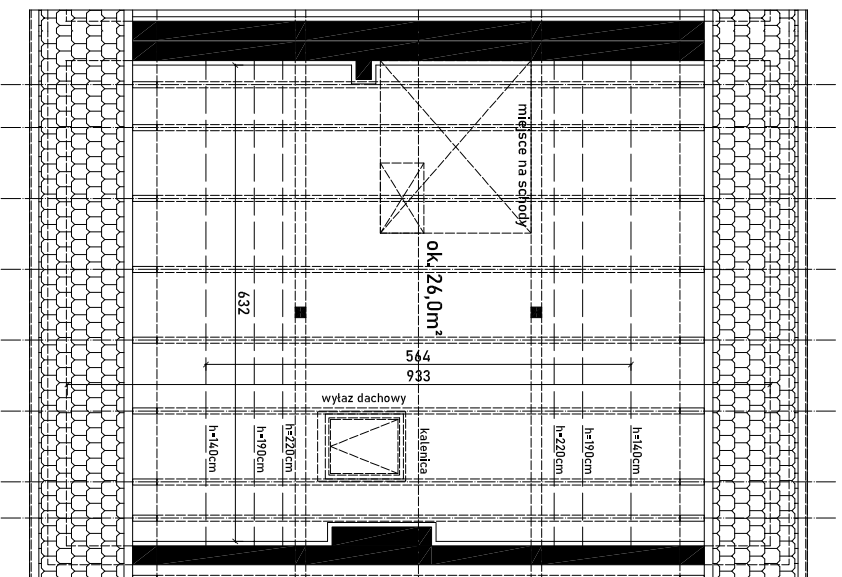 miejsce na schody
ok. 26,0m²
632
564
933
wyłaz dachowy
h=140cm
h=190cm
h=220cm
kalenica
h=220cm
h=190cm
h=140cm